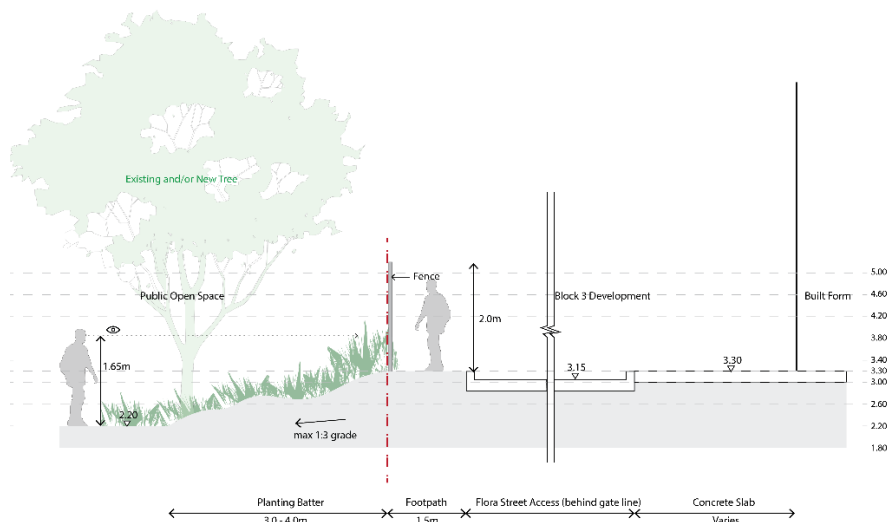 Existing and/or New Tree
Public Open Space
Fence
Block 3 Development
Built Form
2.0m
1.65m
2.20
max 1:3 grade
3.15
3.30
5.00
4.60
4.20
3.80
3.40
3.30
3.00
2.60
2.20
1.80
Planting Batter
Footpath
Flora Street Access (behind gate line)
Concrete Slab
3.0 - 4.0m
1.5m
Varies